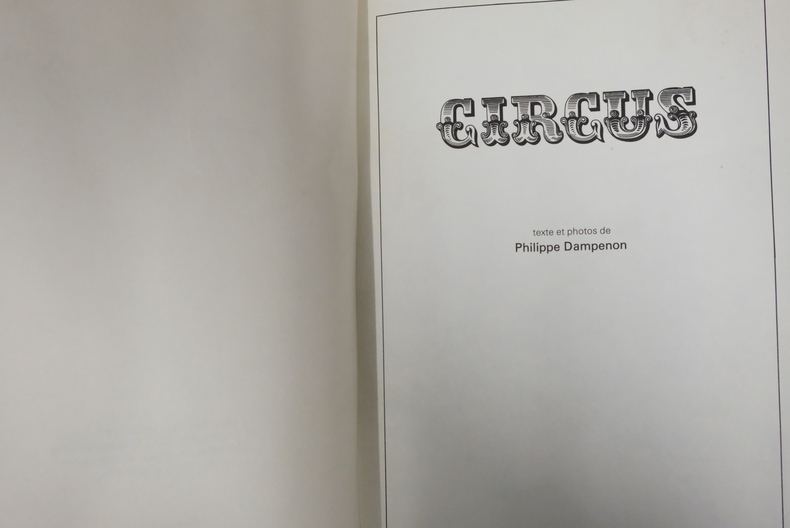 CIRCUS
texte et photos de
Philippe Dampenon